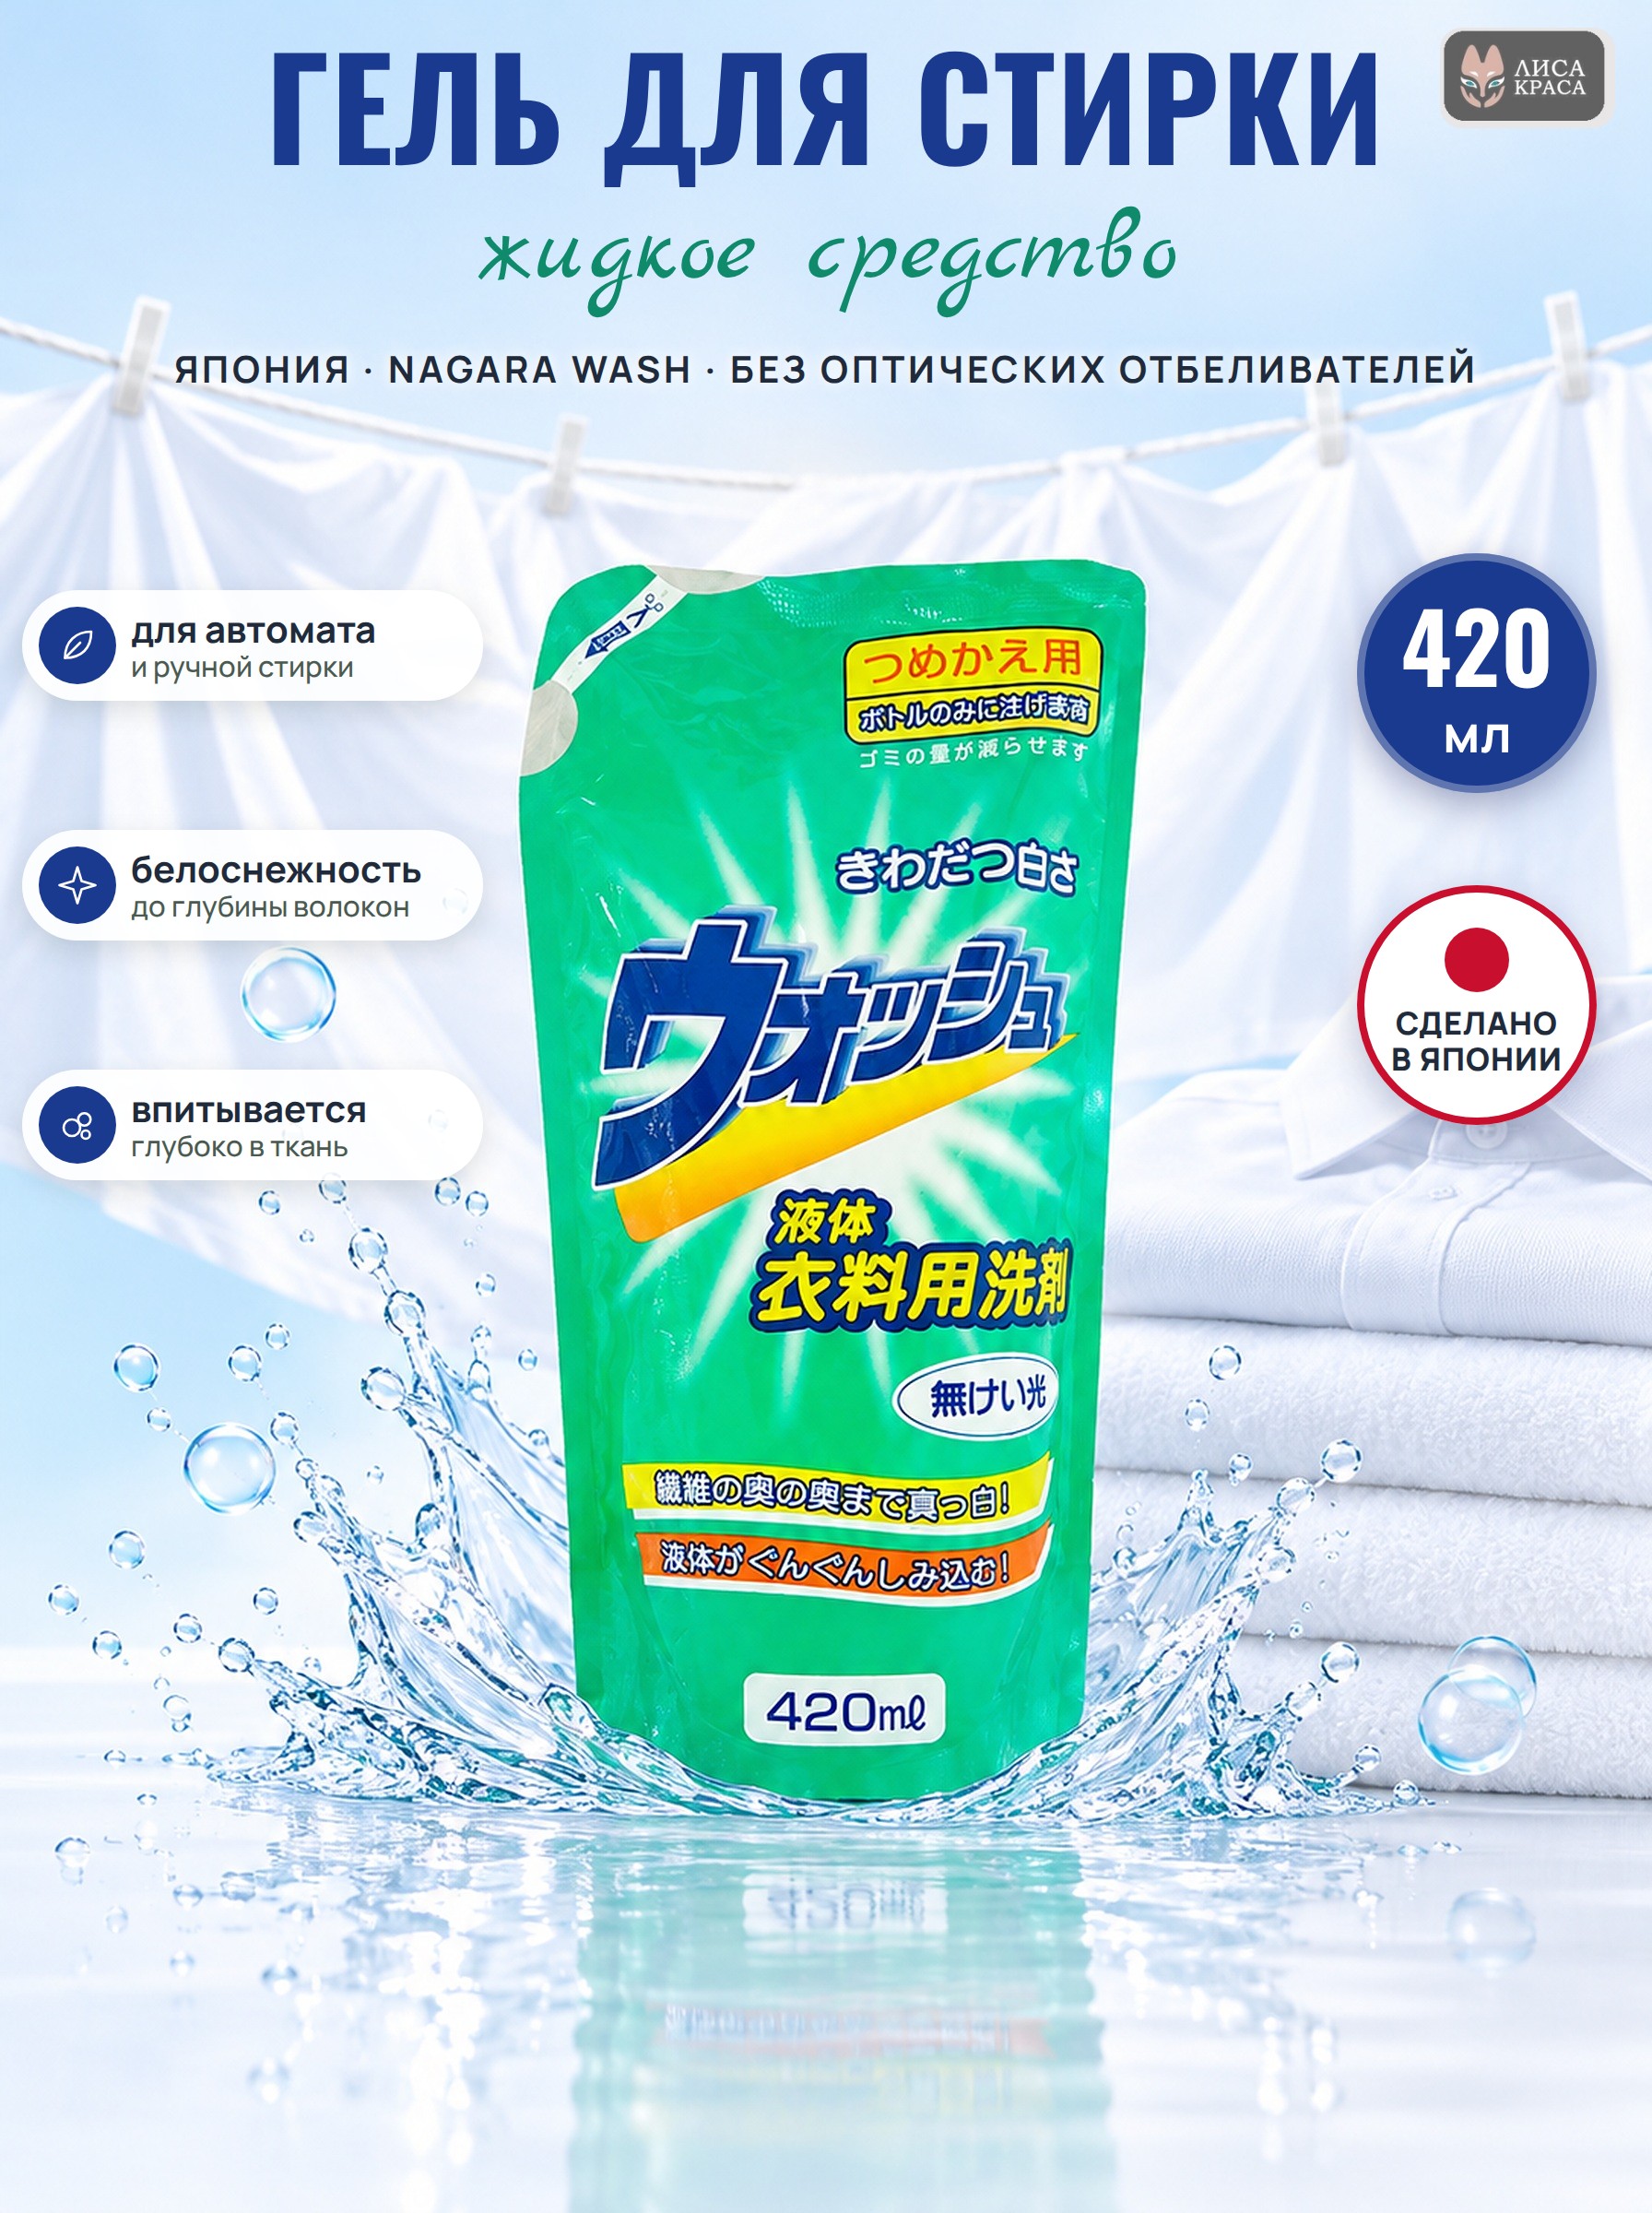 ГЕЛЬ ДЛЯ СТИРКИ
ЛИСА
КРАСА
жидкое средство
ЯПОНИЯ · NAGARA WASH · БЕЗ ОПТИЧЕСКИХ ОТБЕЛИВАТЕЛЕЙ
для автомата
и ручной стирки
белоснежность
до глубины волокон
впитывается
глубоко в ткань
つめかえ用
ボトルのみに注げます
ゴミの量が減らせます
きわだつ白さ
ウォッシュ
液体
衣料用洗剤
無けい光
繊維の奥の奥まで真っ白!
液体がぐんぐんしみ込む!
420ml
420
мл
СДЕЛАНО
В ЯПОНИИ